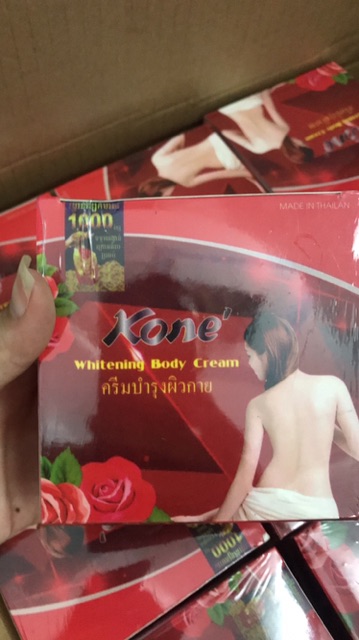 MADE IN THAILAN
1000
Kone'
Whitening Body Cream
ครีมบำรุงผิวกาย